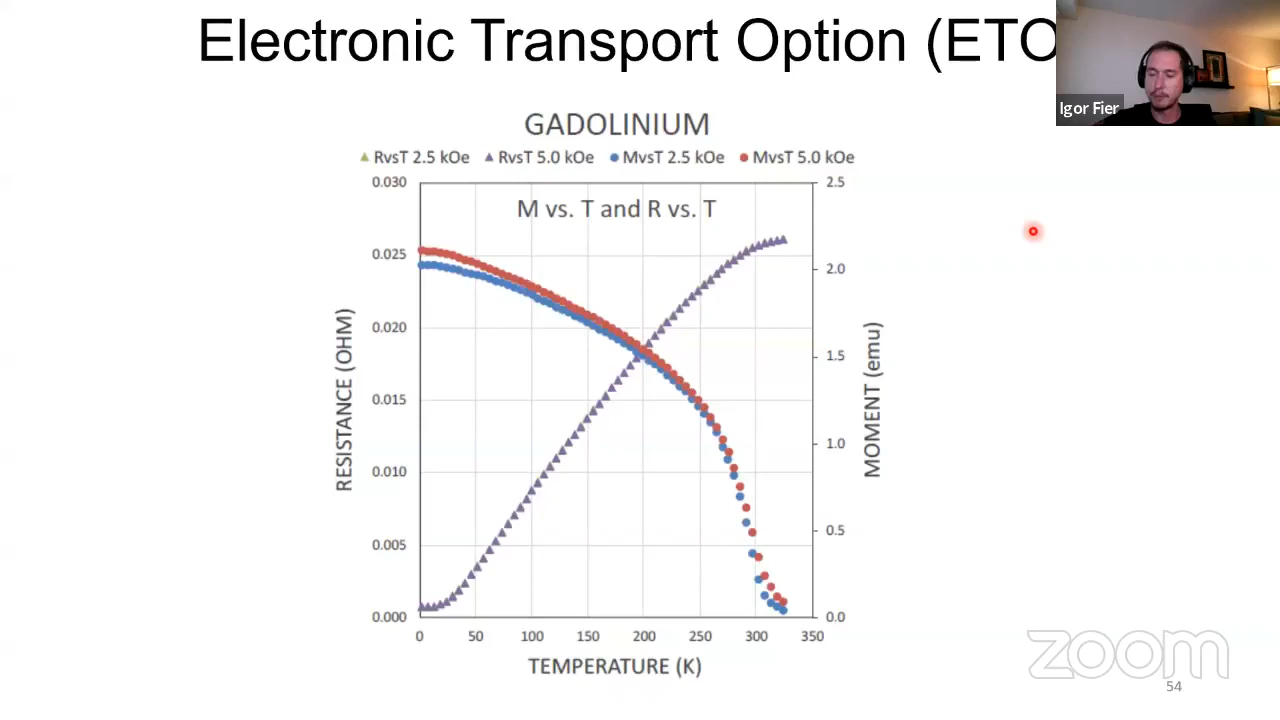 Electronic Transport Option (ETO
Igor Fier
GADOLINIUM
RvsT 2.5 kOe RvsT 5.0 kOe MvsT 2.5 kOe MvsT 5.0 kOe
M vs. T and R vs. T
0.030
0.025
0.020
0.015
0.010
0.005
0.000
RESISTANCE (OHM)
2.5
2.0
1.5
1.0
0.5
0.0
MOMENT (emu)
0 50 100 150 200 250 300 350
TEMPERATURE (K)
zoom
54